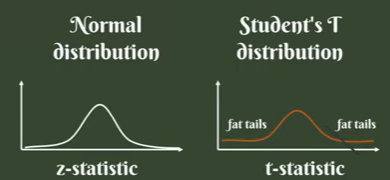 Normal
distribution
Student's T
distribution
fat tails
fat tails
z-statistic
t-statistic